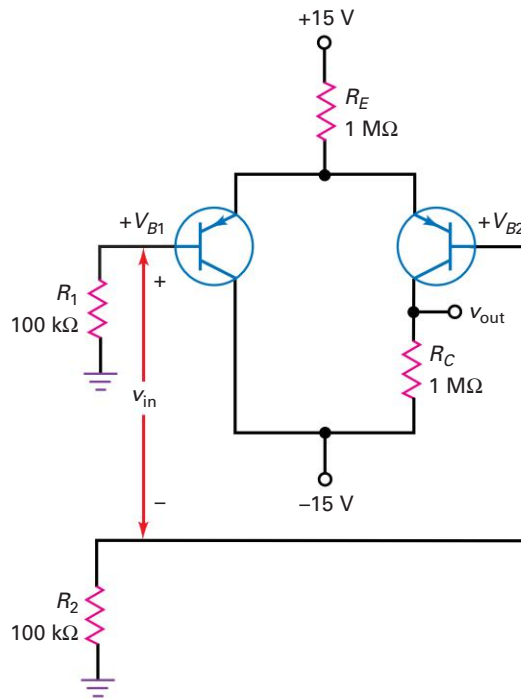 +15 V
R_E
1 MΩ
+V_B1
+V_B2
R_1
100 kΩ
+
v_in
–
v_out
R_C
1 MΩ
–15 V
R_2
100 kΩ